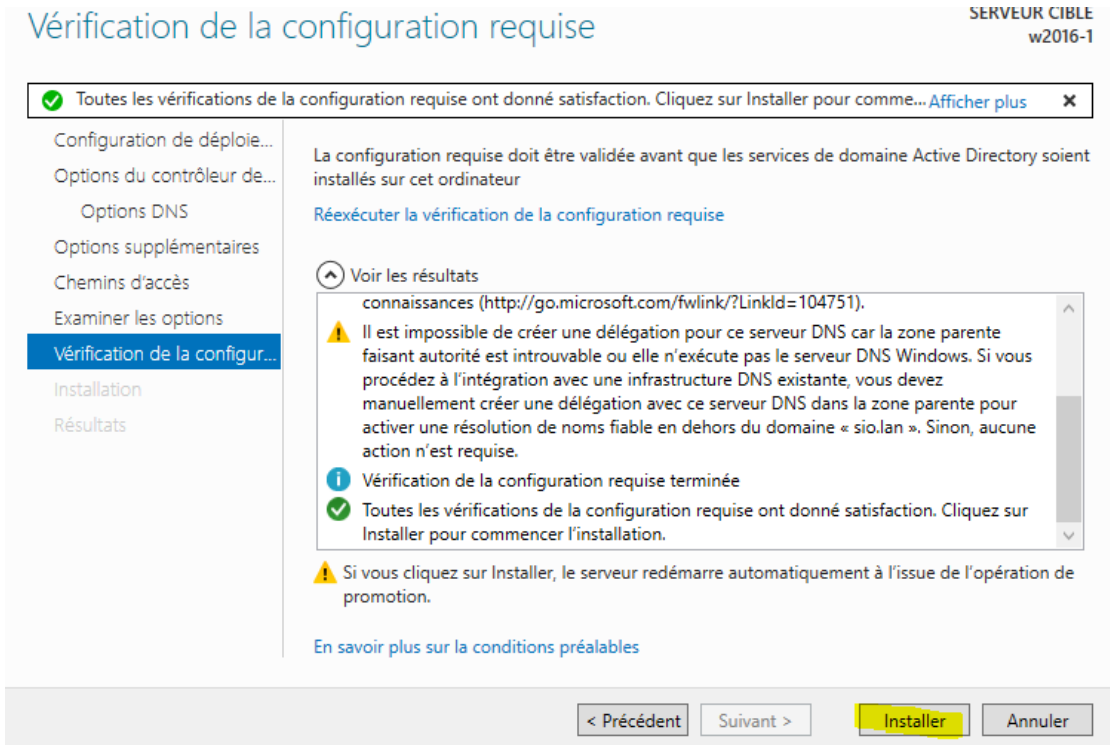 Vérification de la configuration requise
SERVEUR CIBLE
w2016-1
Toutes les vérifications de la configuration requise ont donné satisfaction. Cliquez sur Installer pour comme... Afficher plus
Configuration de déploie...
Options du contrôleur de...
Options DNS
Options supplémentaires
Chemins d'accès
Examiner les options
Vérification de la configur...
Installation
Résultats
La configuration requise doit être validée avant que les services de domaine Active Directory soient
installés sur cet ordinateur
Réexécuter la vérification de la configuration requise
Voir les résultats
connaissances (http://go.microsoft.com/fwlink/?LinkId=104751).
Il est impossible de créer une délégation pour ce serveur DNS car la zone parente
faisant autorité est introuvable ou elle n'exécute pas le serveur DNS Windows. Si vous
procédez à l'intégration avec une infrastructure DNS existante, vous devez
manuellement créer une délégation avec ce serveur DNS dans la zone parente pour
activer une résolution de noms fiable en dehors du domaine « sio.lan ». Sinon, aucune
action n'est requise.
Vérification de la configuration requise terminée
Toutes les vérifications de la configuration requise ont donné satisfaction. Cliquez sur
Installer pour commencer l'installation.
Si vous cliquez sur Installer, le serveur redémarre automatiquement à l'issue de l'opération de
promotion.
En savoir plus sur la conditions préalables
< Précédent
Suivant >
Installer
Annuler